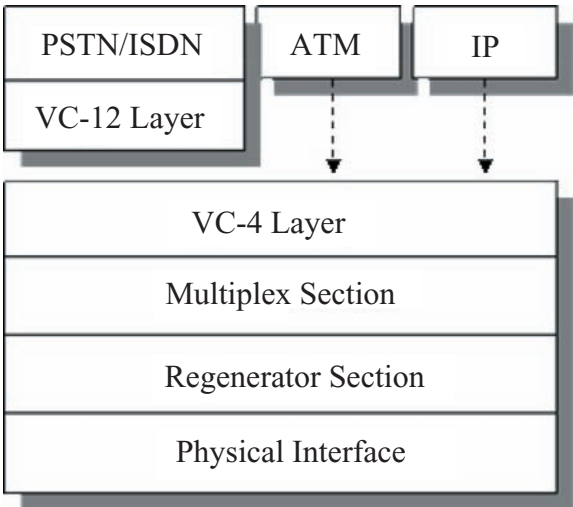 PSTN/ISDN
ATM
IP
VC-12 Layer
VC-4 Layer
Multiplex Section
Regenerator Section
Physical Interface